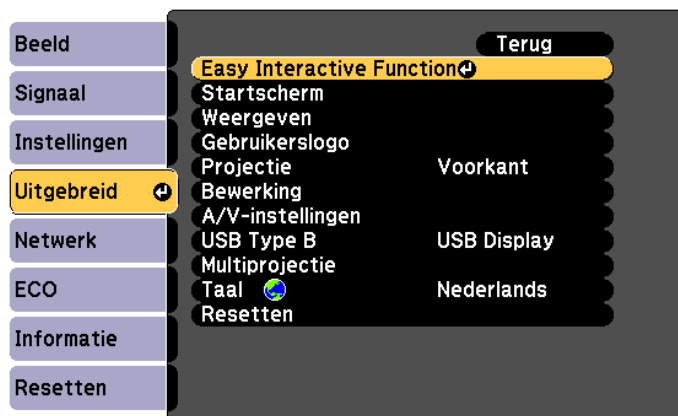 Beeld
Signaal
Instellingen
Uitgebreid
Netwerk
ECO
Informatie
Resetten
Terug
Easy Interactive Function
Startscherm
Weergeven
Gebruikerslogo
Projectie Voorkant
Bewerking
A/V-instellingen
USB Type B USB Display
Multiprojectie
Taal Nederlands
Resetten